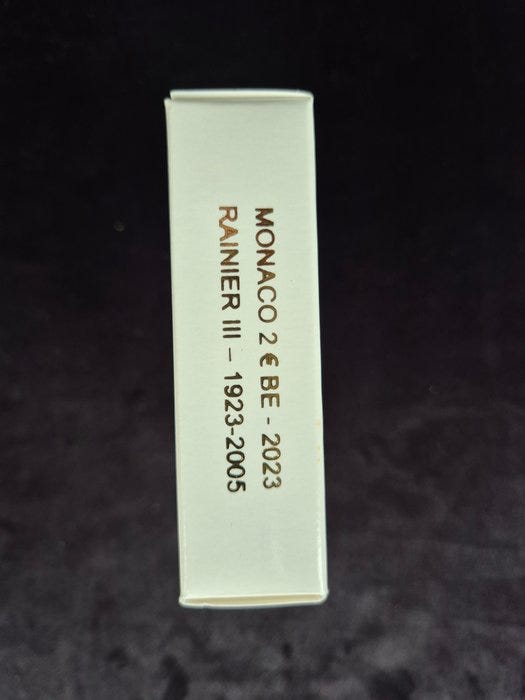 MONACO 2 € BE - 2023
RAINIER III – 1923-2005